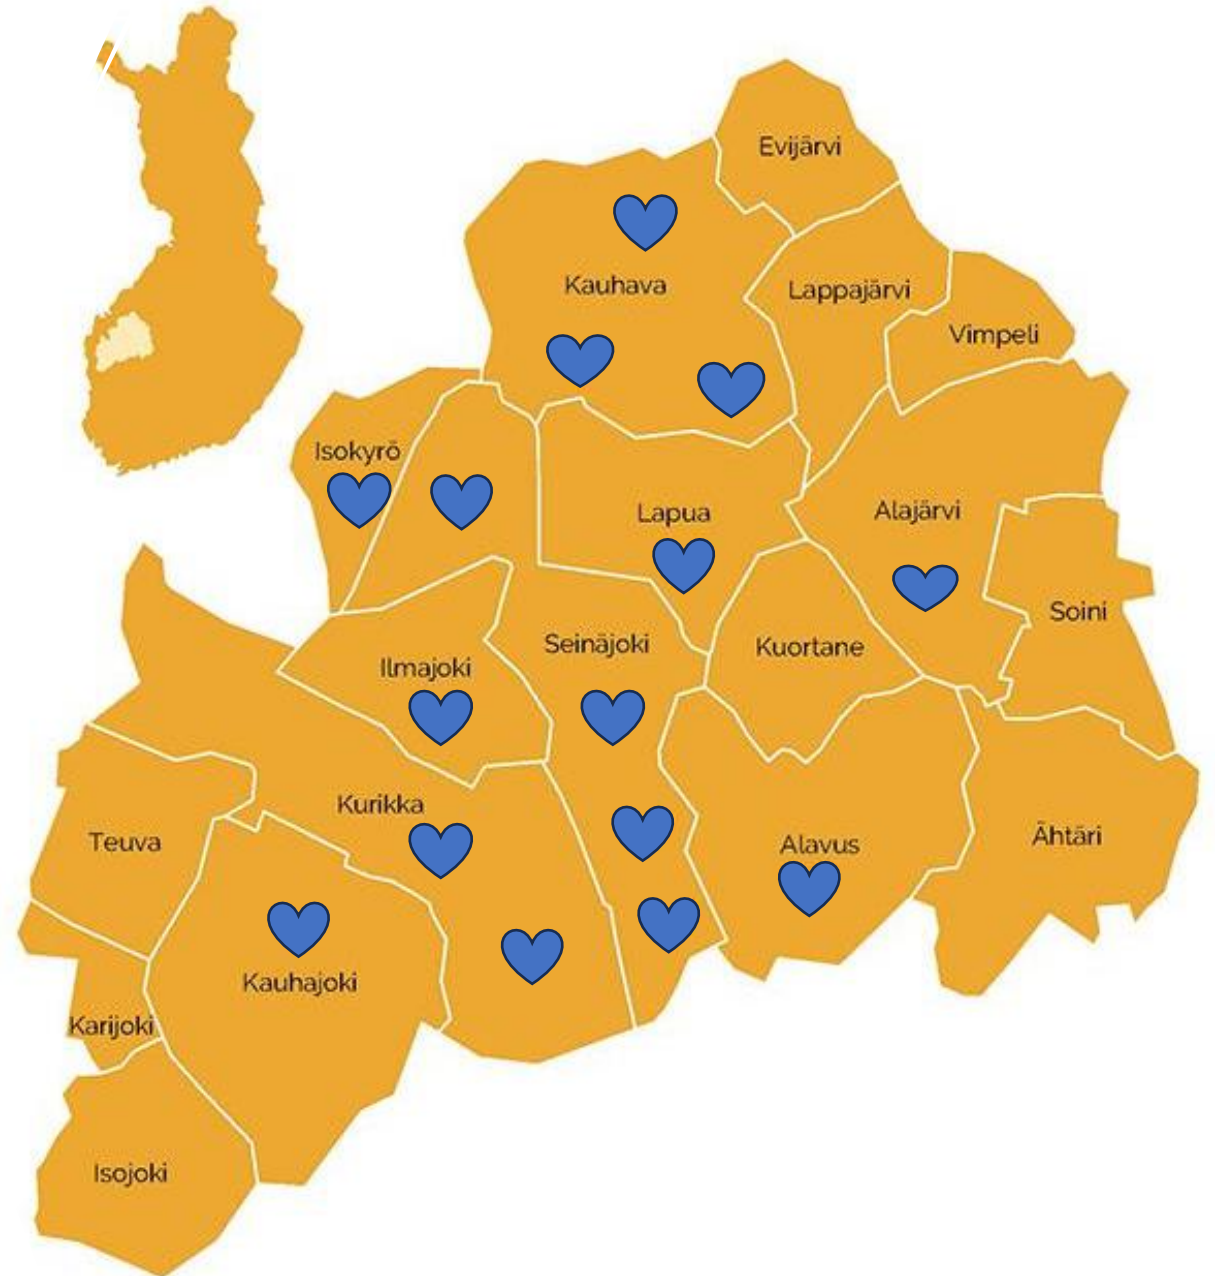 Evijärvi
Kauhava
Lappajärvi
Vimpeli
Isokyrö
Lapua
Alajärvi
Soini
Seinäjoki
Kuortane
Ilmajoki
Kurikka
Teuva
Alavus
Ähtäri
Kauhajoki
Karijoki
Isojoki